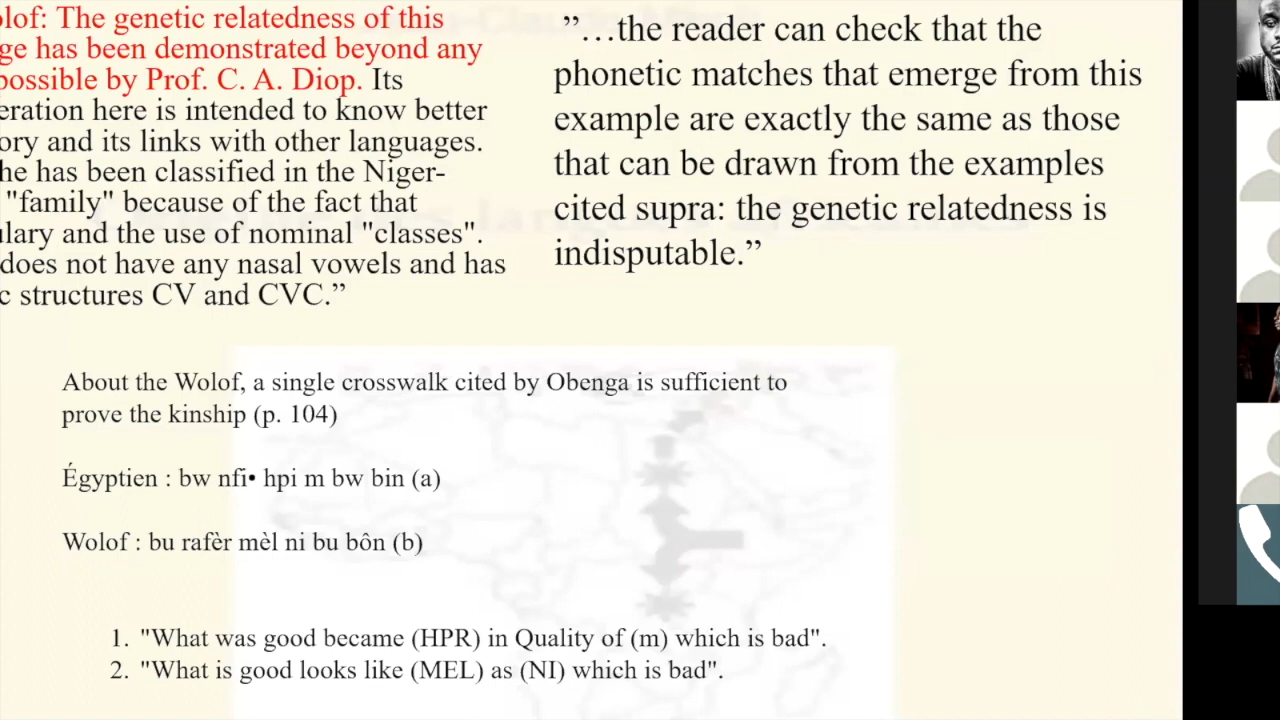 olof: The genetic relatedness of this
ge has been demonstrated beyond any
possible by Prof. C. A. Diop. Its
eration here is intended to know better
ory and its links with other languages.
he has been classified in the Niger-
"family" because of the fact that
ulary and the use of nominal "classes".
does not have any nasal vowels and has
c structures CV and CVC.”
”…the reader can check that the
phonetic matches that emerge from this
example are exactly the same as those
that can be drawn from the examples
cited supra: the genetic relatedness is
indisputable.”
About the Wolof, a single crosswalk cited by Obenga is sufficient to
prove the kinship (p. 104)
Égyptien : bw nfi• hpi m bw bin (a)
Wolof : bu rafèr mèl ni bu bôn (b)
1. "What was good became (HPR) in Quality of (m) which is bad".
2. "What is good looks like (MEL) as (NI) which is bad".